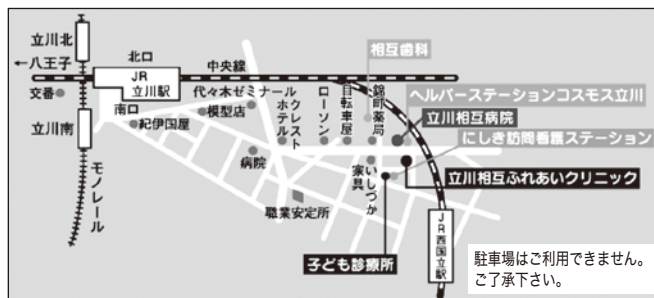 立川北
←八王子
北口
中央線
相互歯科
JR
立川駅
代々木ゼミナール
ヘルパーステーションコスモス立川
交番
南口
模型店
クレスト
ホテル
ローソン
自転車屋
錦町薬局
立川相互病院
立川南
紀伊国屋
にしき訪問看護ステーション
病院
いしづか
家具
立川相互ふれあいクリニック
モノレール
職業安定所
子ども診療所
JR西国立駅
駐車場はご利用できません。
ご了承下さい。